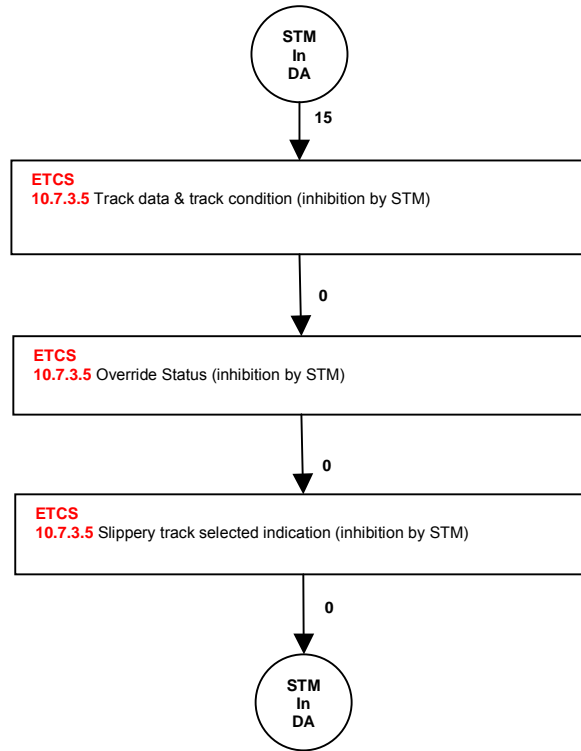 STM
In
DA
15
ETCS
10.7.3.5 Track data & track condition (inhibition by STM)
0
ETCS
10.7.3.5 Override Status (inhibition by STM)
0
ETCS
10.7.3.5 Slippery track selected indication (inhibition by STM)
0
STM
In
DA